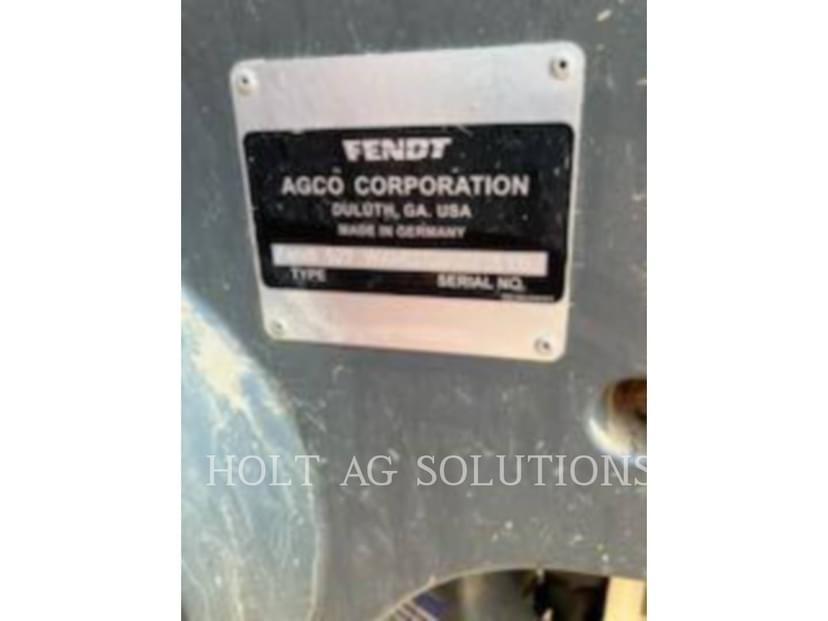 FENDT
AGCO CORPORATION
DULUTH, GA. USA
MADE IN GERMANY
TYPE SERIAL NO.
HOLT AG SOLUTIONS